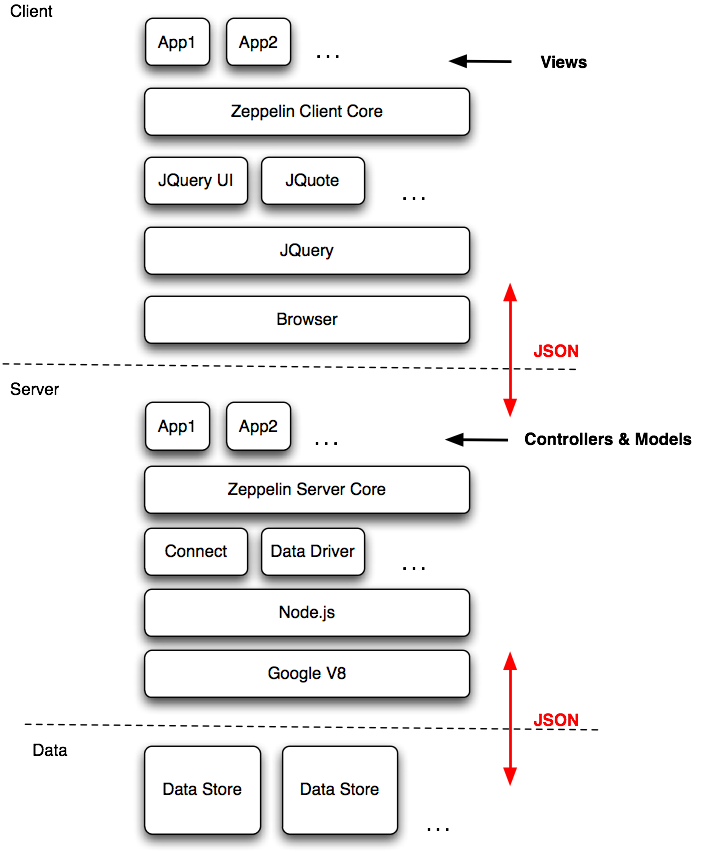 Client
App1 App2 ...
Views
Zeppelin Client Core
JQuery UI JQuote ...
JQuery
Browser
JSON
Server
App1 App2 ...
Controllers & Models
Zeppelin Server Core
Connect Data Driver ...
Node.js
Google V8
JSON
Data
Data Store Data Store ...